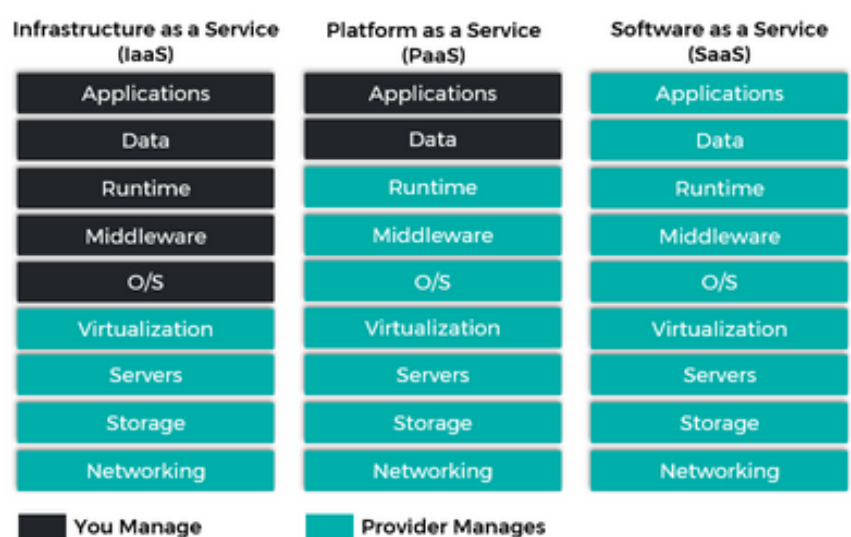 Infrastructure as a Service
(IaaS)
Applications
Data
Runtime
Middleware
O/S
Virtualization
Servers
Storage
Networking
Platform as a Service
(PaaS)
Applications
Data
Runtime
Middleware
O/S
Virtualization
Servers
Storage
Networking
Software as a Service
(SaaS)
Applications
Data
Runtime
Middleware
O/S
Virtualization
Servers
Storage
Networking
You Manage
Provider Manages